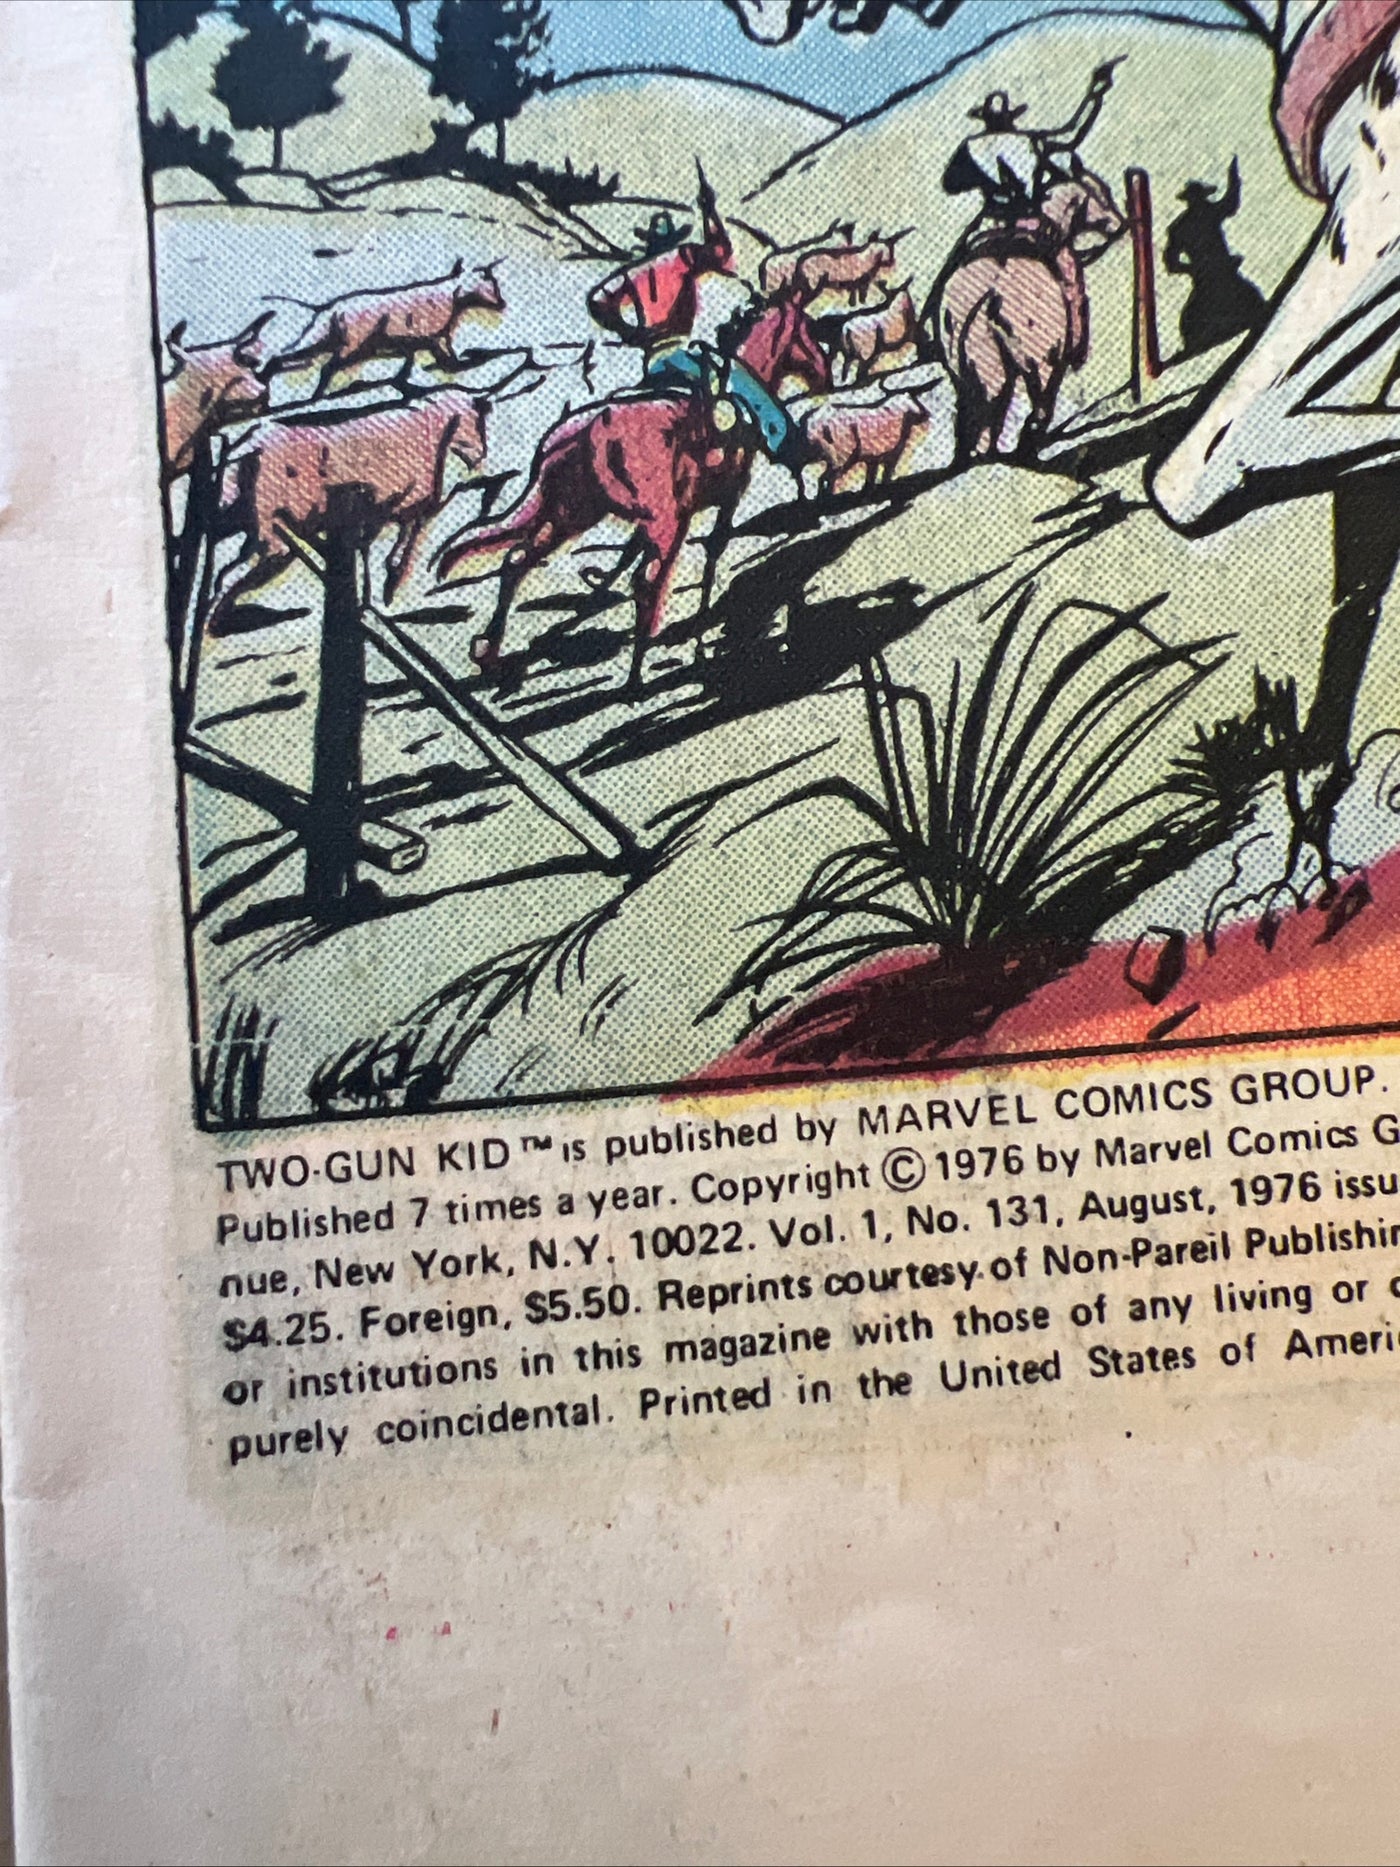 TWO-GUN KID™ is published by MARVEL COMICS GROUP.
Published 7 times a year. Copyright © 1976 by Marvel Comics G
nue, New York, N.Y. 10022. Vol. 1, No. 131, August, 1976 issu
$4.25. Foreign, $5.50. Reprints courtesy of Non-Pareil Publishin
or institutions in this magazine with those of any living or
purely coincidental. Printed in the United States of Americ